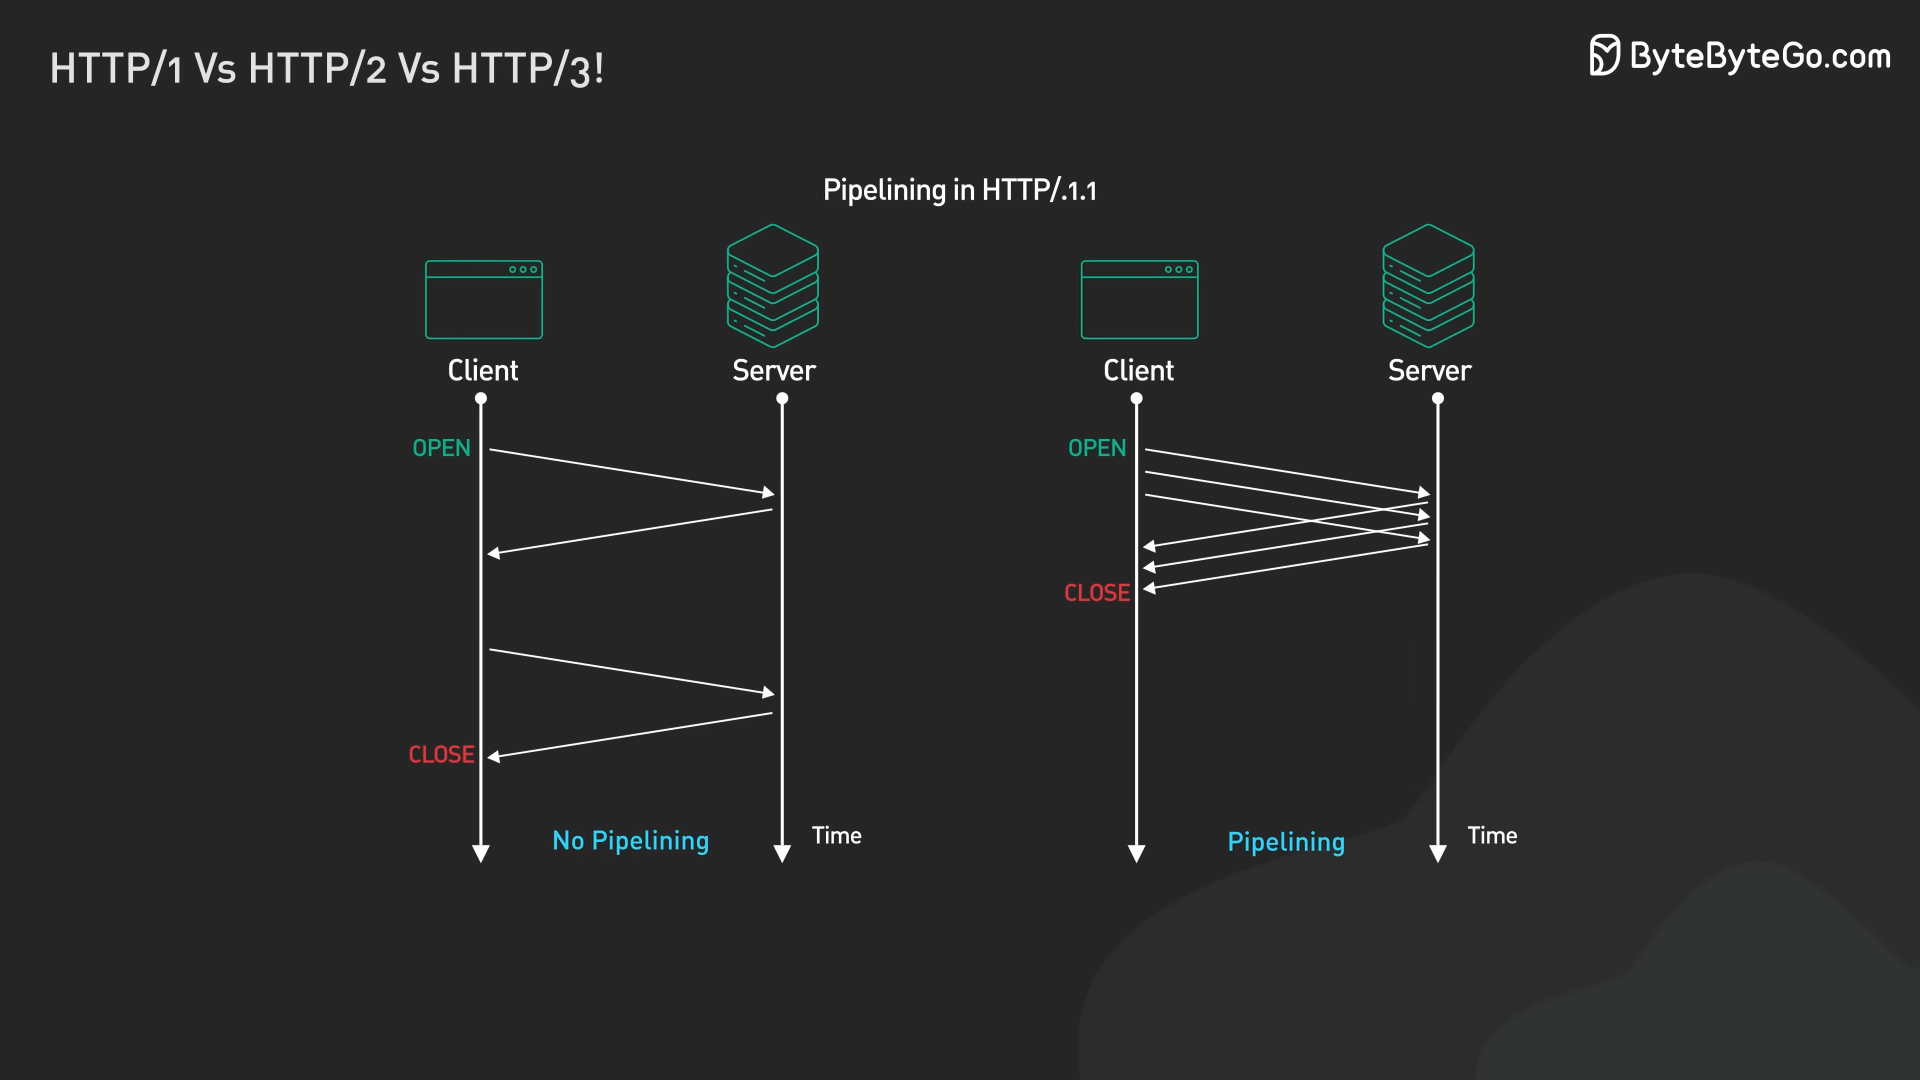 HTTP/1 Vs HTTP/2 Vs HTTP/3!
ByteByteGo.com
Pipelining in HTTP/.1.1
Client
Server
OPEN
CLOSE
No Pipelining
Time
Client
Server
OPEN
CLOSE
Pipelining
Time